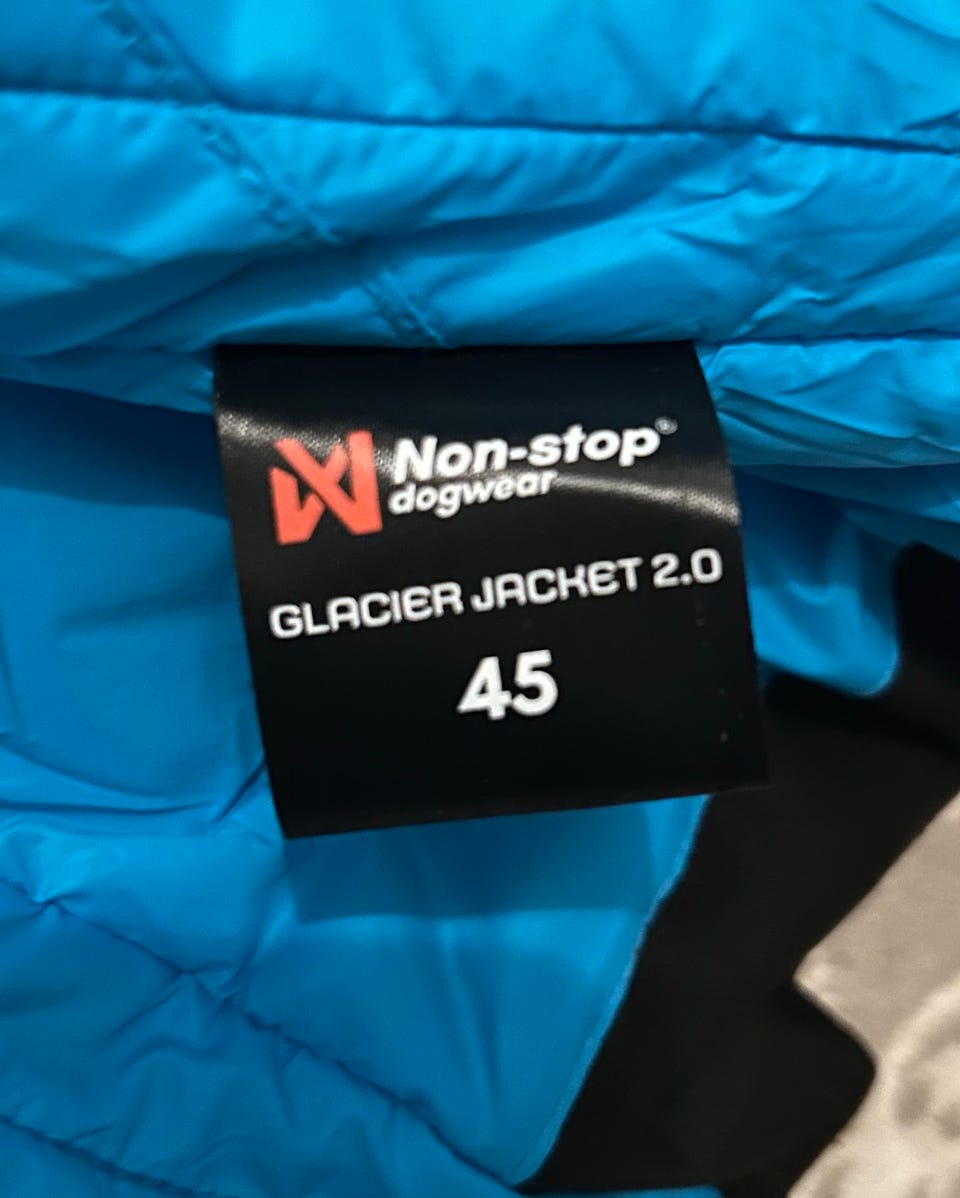 Non-stop®
dogwear
GLACIER JACKET 2.0
45